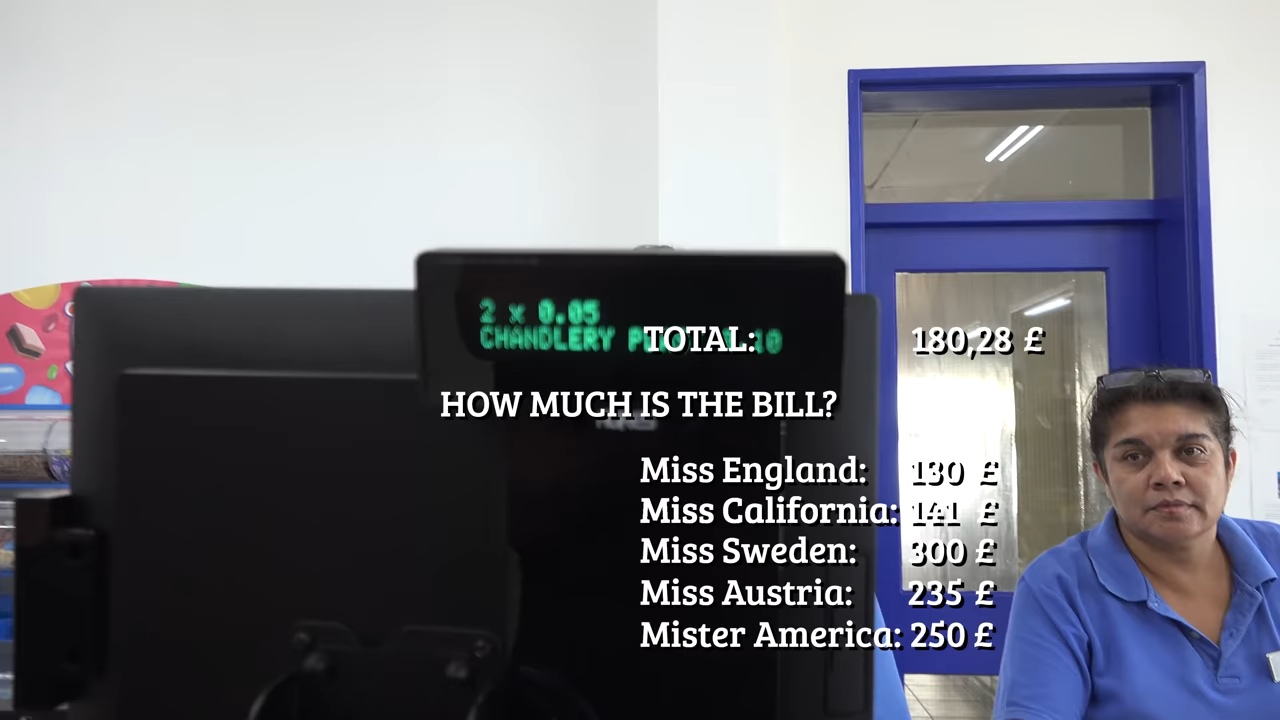 2 x 0.05
CHANDLERY 10
TOTAL: 180,28 £
HOW MUCH IS THE BILL?
Miss England: 130 £
Miss California: 141 £
Miss Sweden: 300 £
Miss Austria: 235 £
Mister America: 250 £